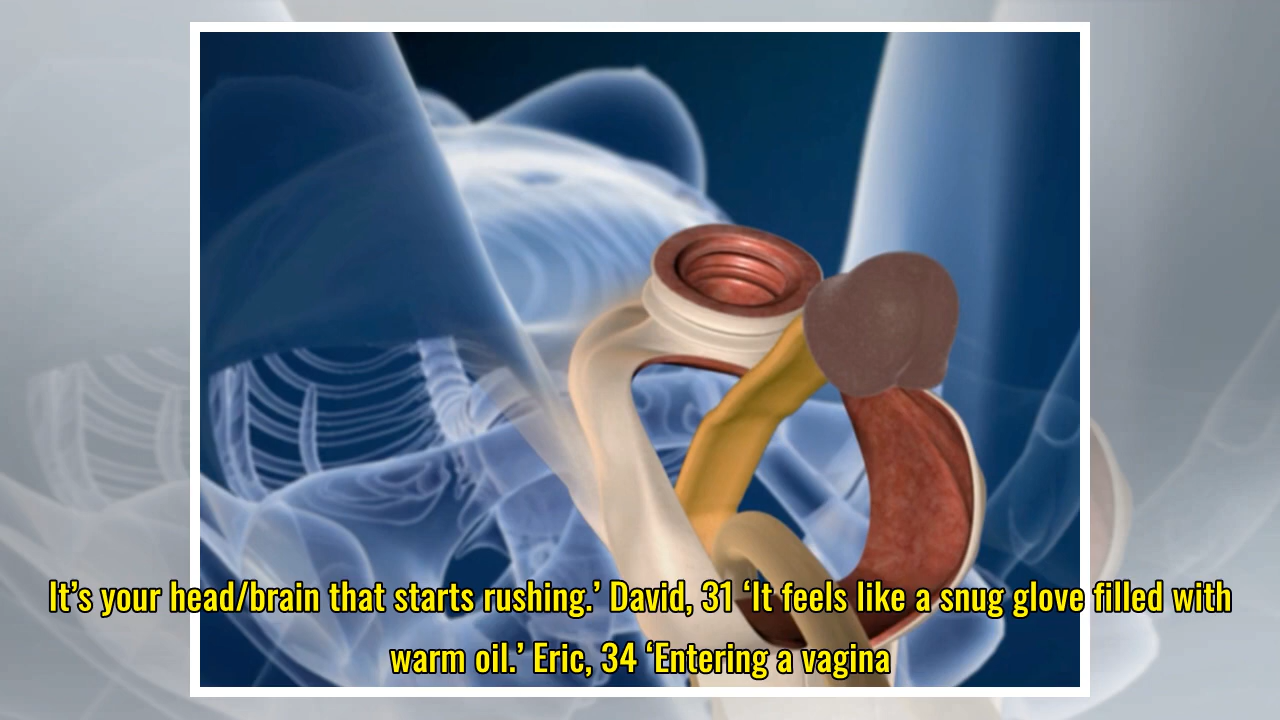 It’s your head/brain that starts rushing.’ David, 31 ‘It feels like a snug glove filled with
warm oil.’ Eric, 34 ‘Entering a vagina